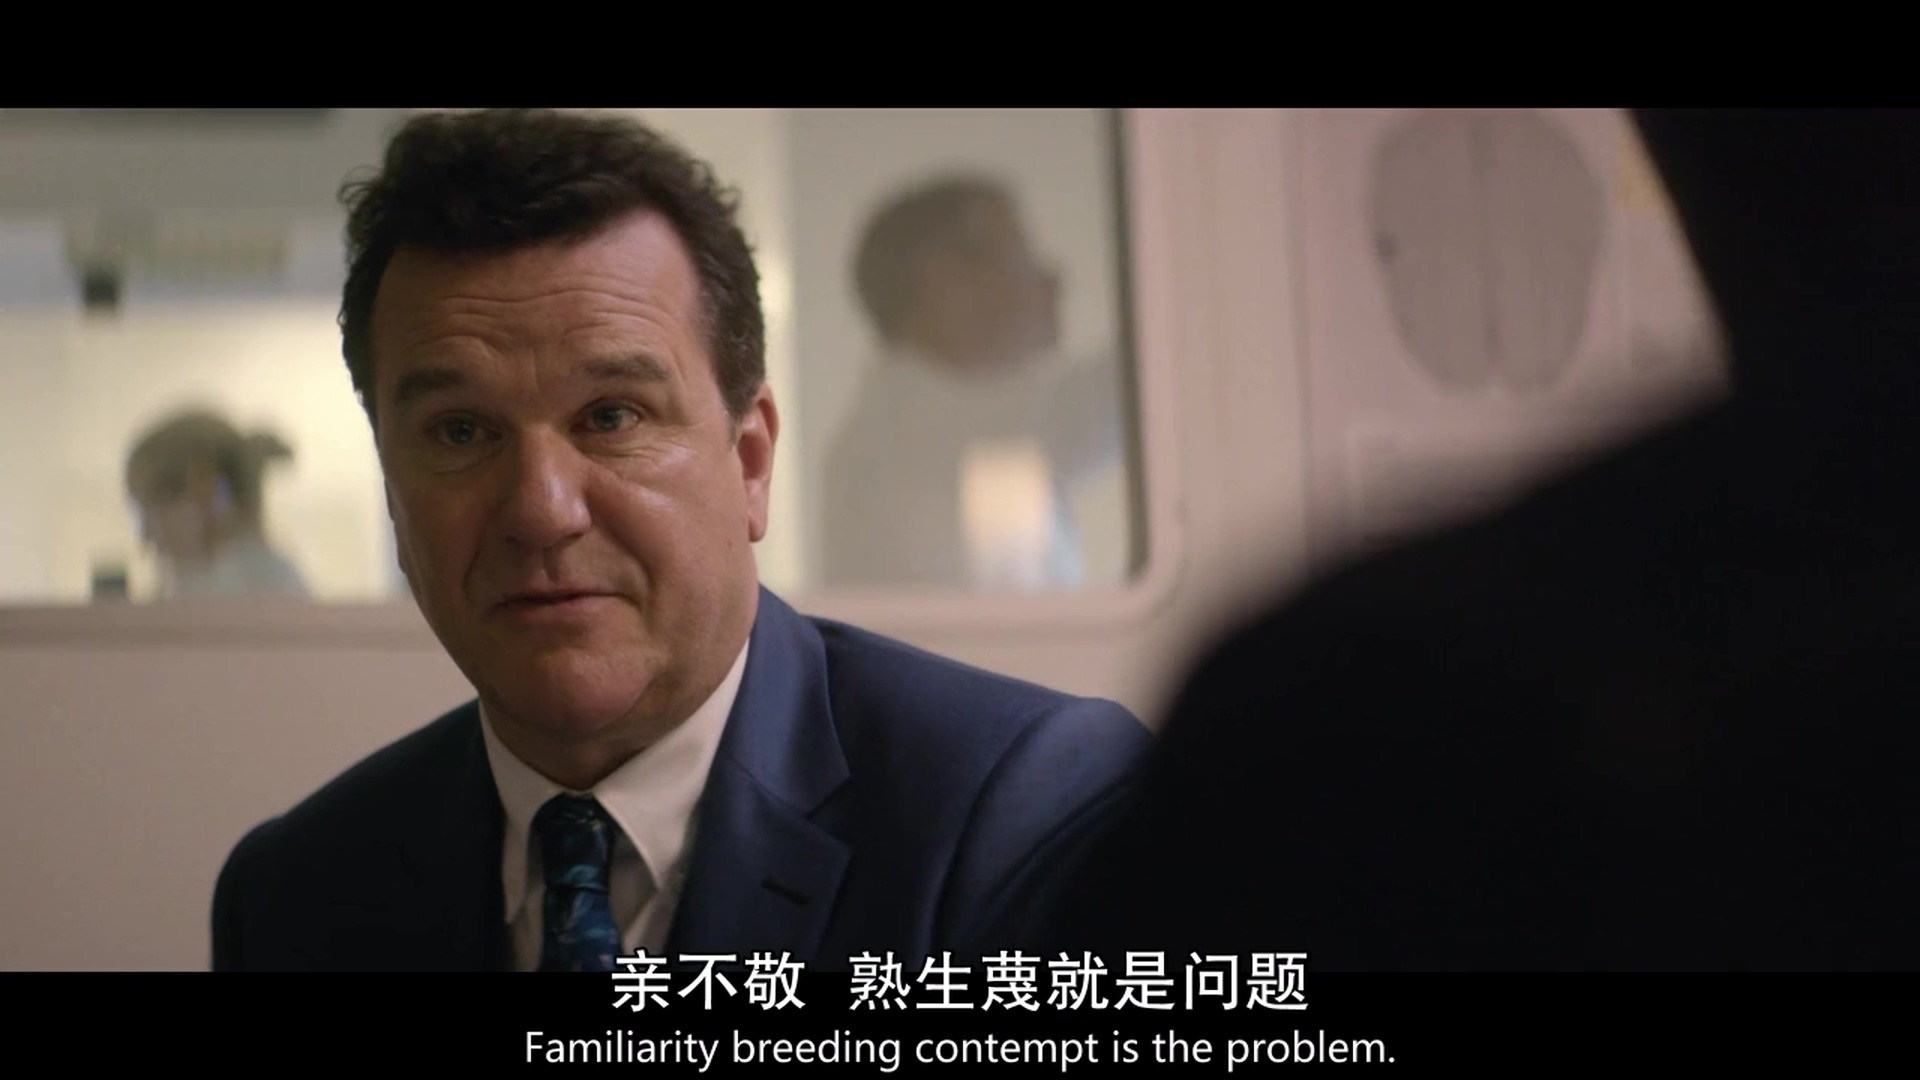 亲不敬 熟生蔑就是问题
Familiarity breeding contempt is the problem.